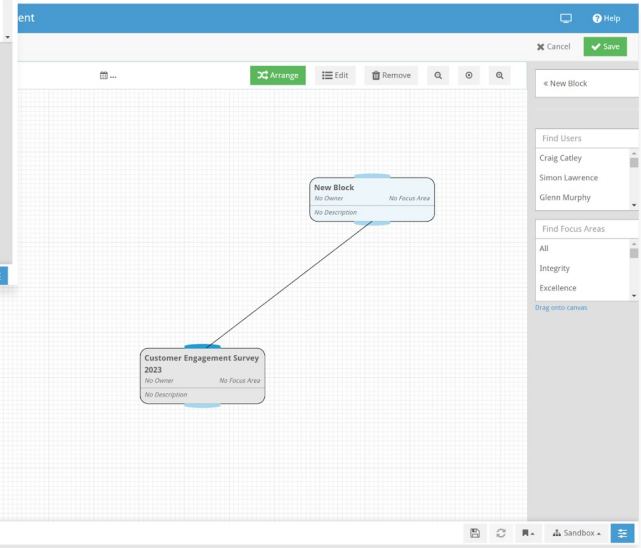 ent
Help
Cancel
Save
...
Arrange
Edit
Remove
« New Block
Find Users
Craig Catley
Simon Lawrence
Glenn Murphy
Find Focus Areas
All
Integrity
Excellence
Drag onto canvas
New Block
No Owner No Focus Area
No Description
Customer Engagement Survey
2023
No Owner No Focus Area
No Description
Sandbox